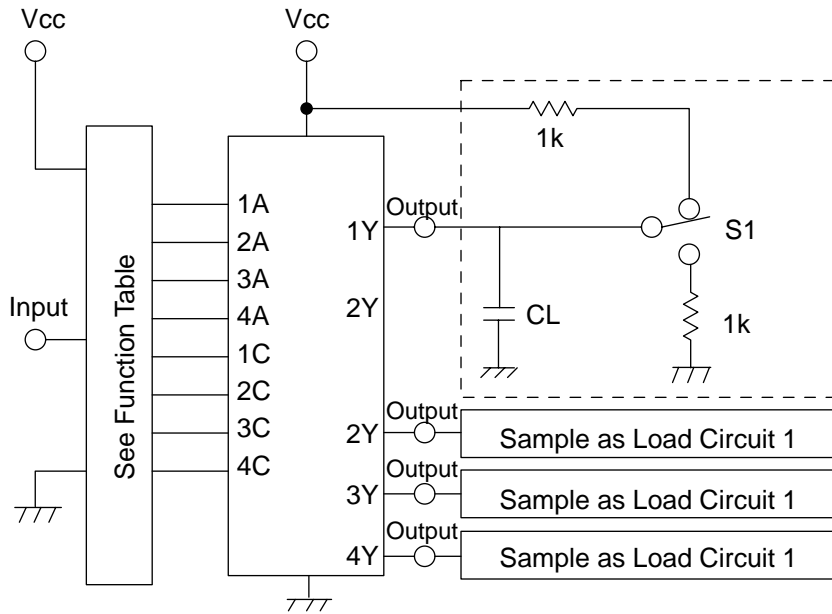 Vcc
Vcc
1k
Output
1A
1Y
S1
2A
3A
2Y
Input
4A
CL
1k
See Function Table
1C
2C
Output
3C
2Y
Sample as Load Circuit 1
4C
Output
3Y
Sample as Load Circuit 1
Output
4Y
Sample as Load Circuit 1